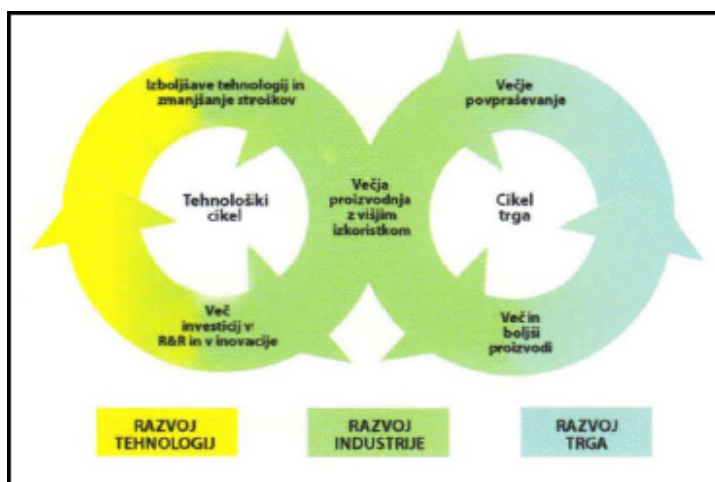 Izboljšave tehnologij in
zmanjšanje stroškov
Večje
povpraševanje
Tehnološki
cikel
Večja
proizvodnja
z višjim
izkoristkom
Cikel
trga
Več
investicij v
R&R in v inovacije
Več in
boljši
proizvodi
RAZVOJ
TEHNOLOGIJ
RAZVOJ
INDUSTRIJE
RAZVOJ
TRGA